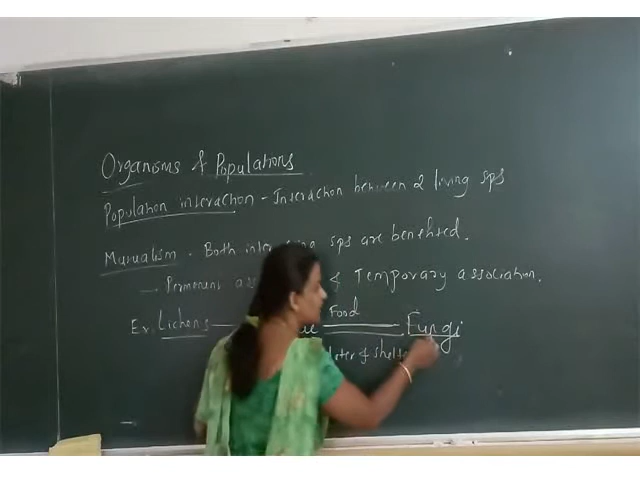 Organisms & Populations
Population interaction - Interaction between 2 living sps
Mutualism - Both sps are benefited.
→ Permanent & Temporary association.
Food
Ex. Lichens Fungi
& shelter